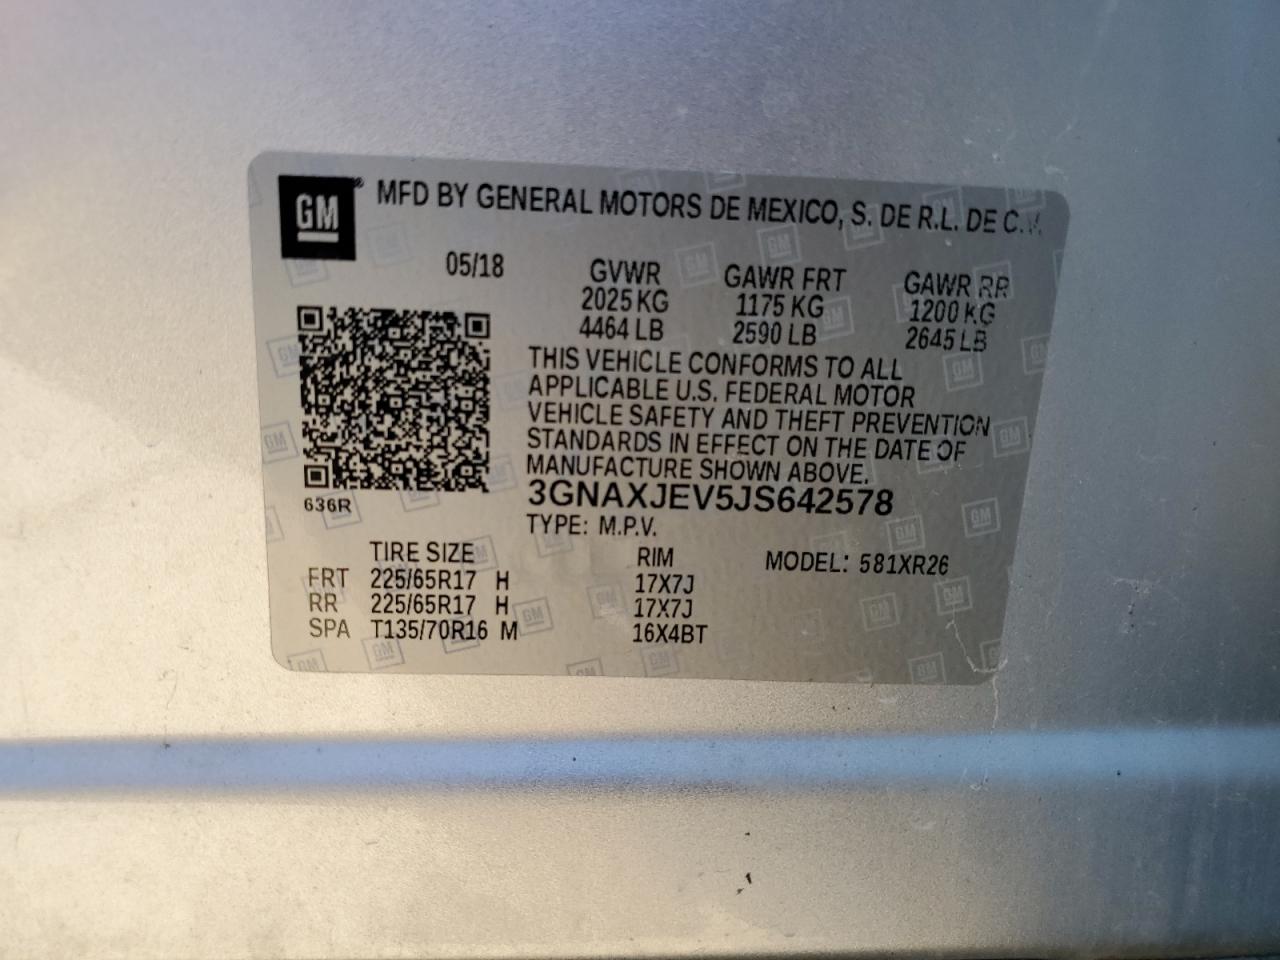 GM® MFD BY GENERAL MOTORS DE MEXICO, S. DE R.L. DE C.V.
05/18 GVWR GAWR FRT GAWR RR
2025 KG 1175 KG 1200 KG
4464 LB 2590 LB 2645 LB
THIS VEHICLE CONFORMS TO ALL
APPLICABLE U.S. FEDERAL MOTOR
VEHICLE SAFETY AND THEFT PREVENTION
STANDARDS IN EFFECT ON THE DATE OF
MANUFACTURE SHOWN ABOVE.
3GNAXJEV5JS642578
636R
TYPE: M.P.V.
TIRE SIZE RIM MODEL: 581XR26
FRT 225/65R17 H 17X7J
RR 225/65R17 H 17X7J
SPA T135/70R16 M 16X4BT